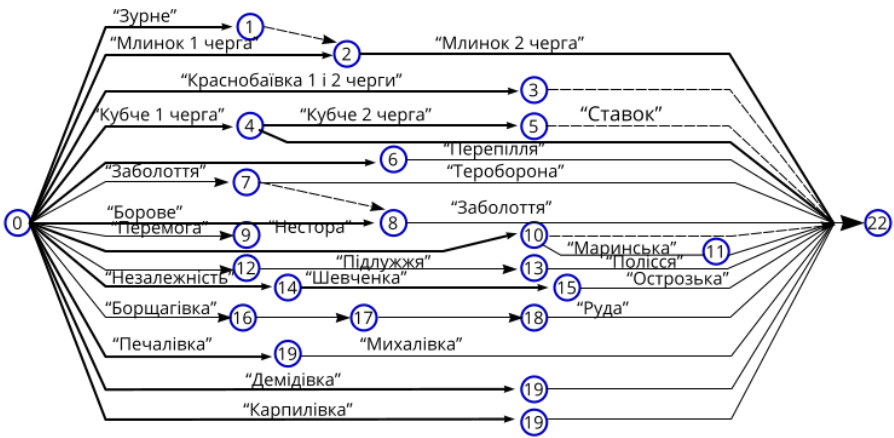 “Зурне”
1
“Млинок 1 черга”
2
“Млинок 2 черга”
“Краснобаївка 1 і 2 черги”
3
“Кубче 1 черга”
4
“Кубче 2 черга”
5
“Ставок”
6
“Перепілля”
“Заболоття”
7
“Тероборона”
0
“Борове”
8
“Заболоття”
22
“Перемога”
9
“Нестора”
10
“Маринська”
11
12
“Підлужжя”
13
“Полісся”
“Незалежність”
14
“Шевченка”
15
“Острозька”
“Борщагівка”
16
17
18
“Руда”
“Печалівка”
19
“Михалівка”
“Демідівка”
19
“Карпилівка”
19